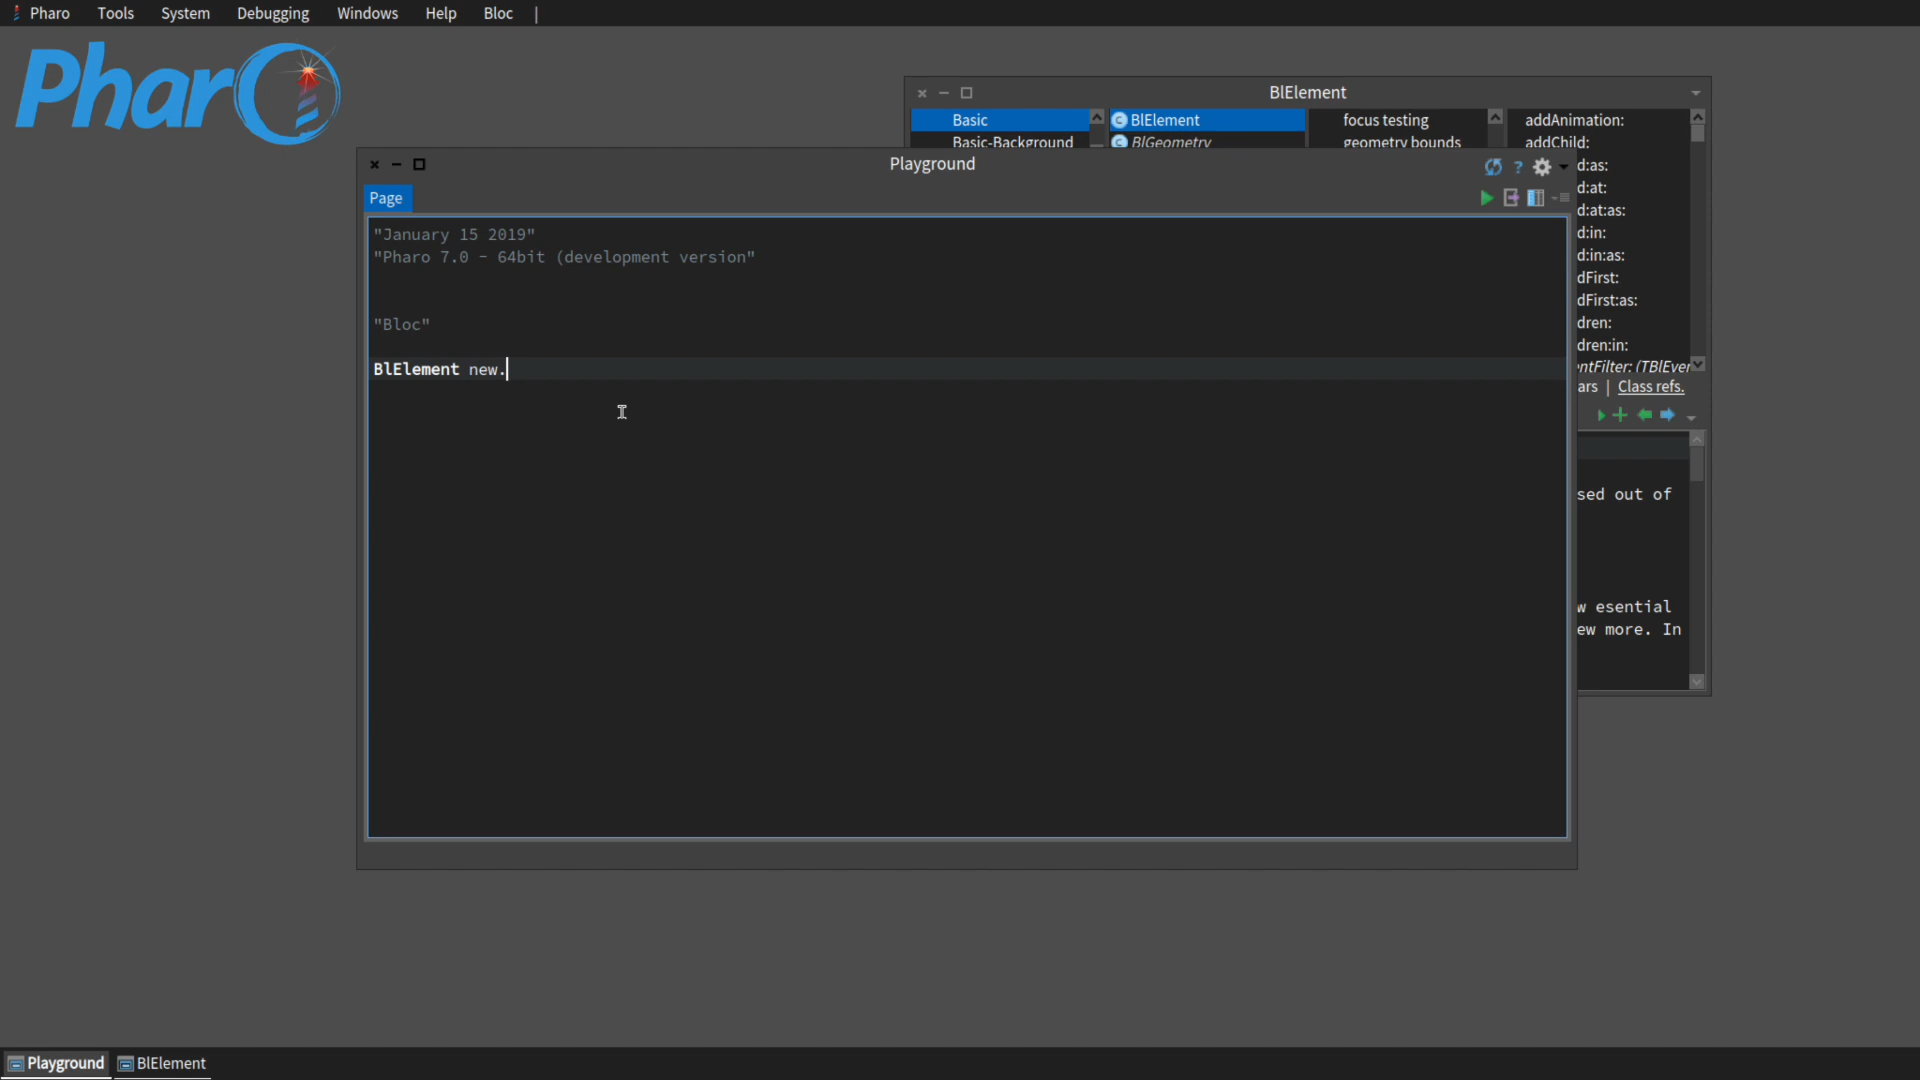 Pharo Tools System Debugging Windows Help Bloc |
Pharo
BlElement
Basic
Basic-Background
BlElement
BlGeometry
focus testing
geometry bounds
addAnimation:
addChild:
d:as:
d:at:
d:at:as:
d:in:
d:in:as:
dFirst:
dFirst:as:
dren:
dren:in:
ntFilter: (TBlEver
ars | Class refs.
sed out of
w esential
ew more. In
Playground
?
Page
"January 15 2019"
"Pharo 7.0 - 64bit (development version"
"Bloc"
BlElement new.
Playground BlElement